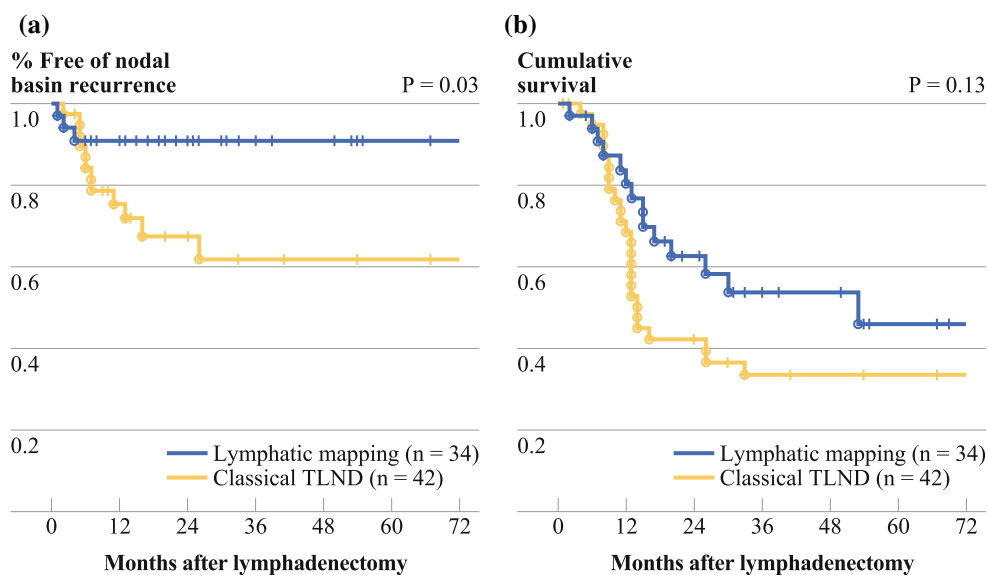 (a)
% Free of nodal
basin recurrence
P = 0.03
1.0
0.8
0.6
0.4
0.2
Lymphatic mapping (n = 34)
Classical TLND (n = 42)
0 12 24 36 48 60 72
Months after lymphadenectomy
(b)
Cumulative
survival
P = 0.13
1.0
0.8
0.6
0.4
0.2
Lymphatic mapping (n = 34)
Classical TLND (n = 42)
0 12 24 36 48 60 72
Months after lymphadenectomy